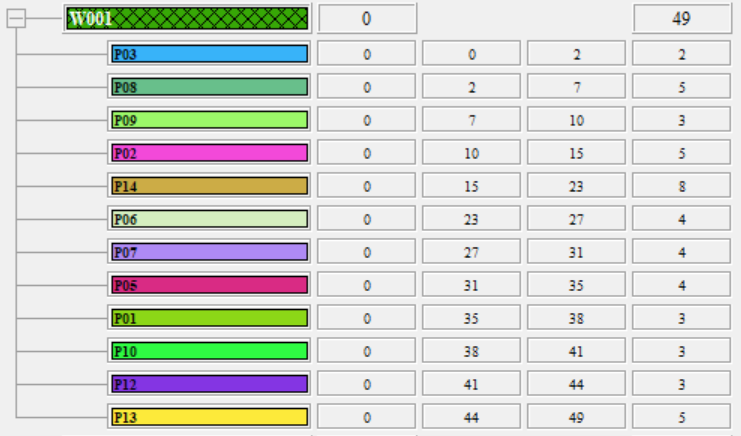 W001 0 49
P03 0 0 2 2
P08 0 2 7 5
P09 0 7 10 3
P02 0 10 15 5
P14 0 15 23 8
P06 0 23 27 4
P07 0 27 31 4
P05 0 31 35 4
P01 0 35 38 3
P10 0 38 41 3
P12 0 41 44 3
P13 0 44 49 5